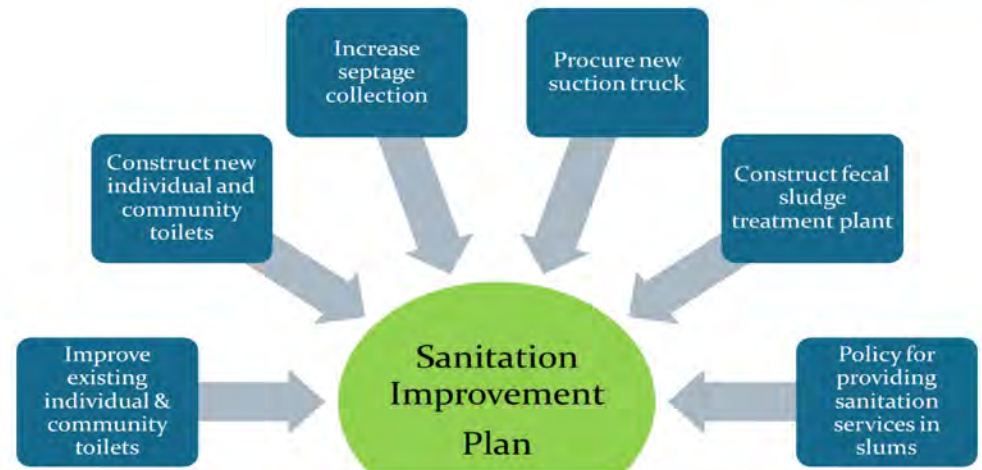 Increase
septage
collection
Procure new
suction truck
Construct new
individual and
community
toilets
Construct fecal
sludge
treatment plant
Improve
existing
individual &
community
toilets
Sanitation
Improvement
Plan
Policy for
providing
sanitation
services in
slums